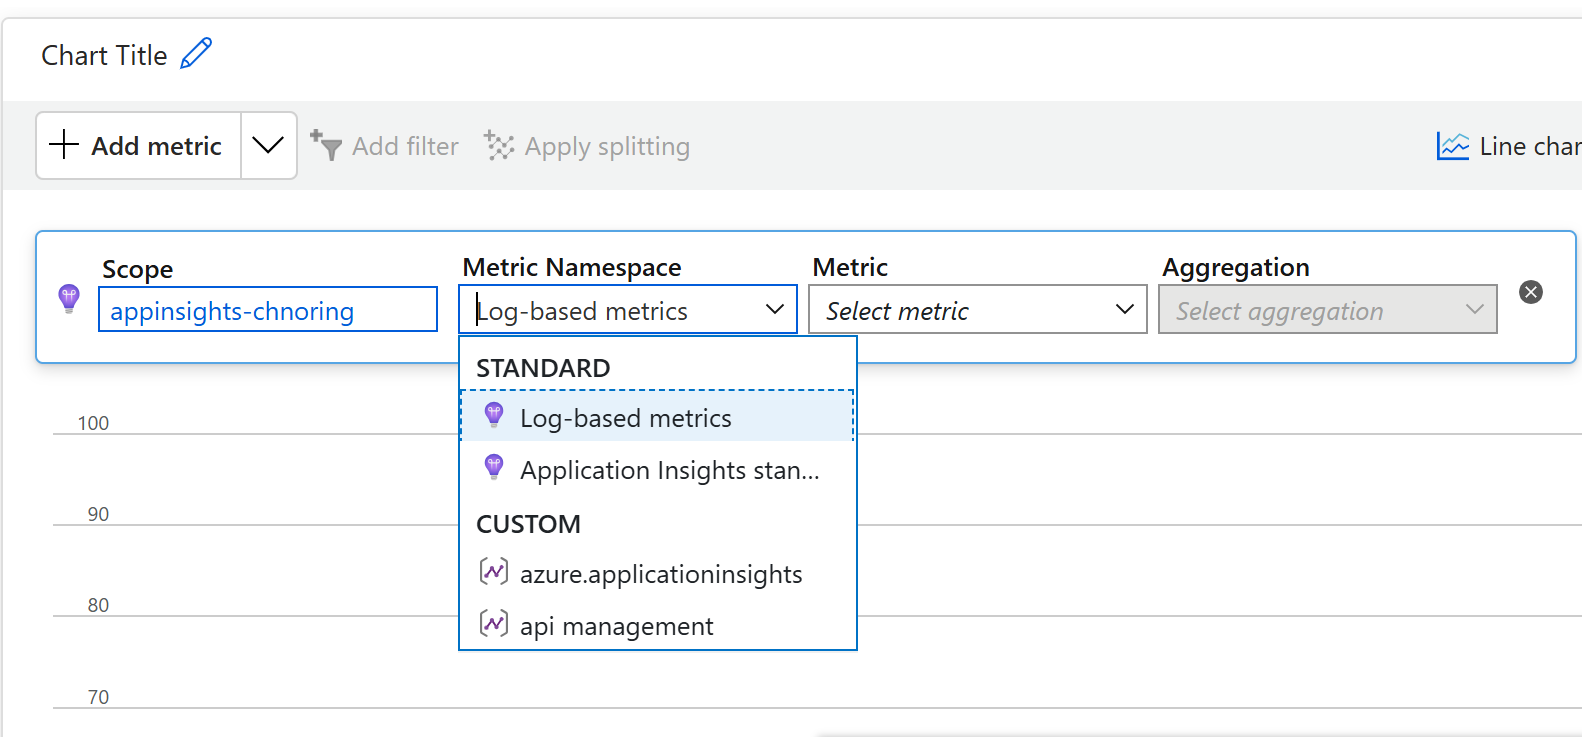 Chart Title
Add metric
Add filter
Apply splitting
Line char
Scope
Metric Namespace
Metric
Aggregation
appinsights-chnoring
Log-based metrics
Select metric
Select aggregation
STANDARD
Log-based metrics
Application Insights stan...
CUSTOM
azure.applicationinsights
api management
100
90
80
70